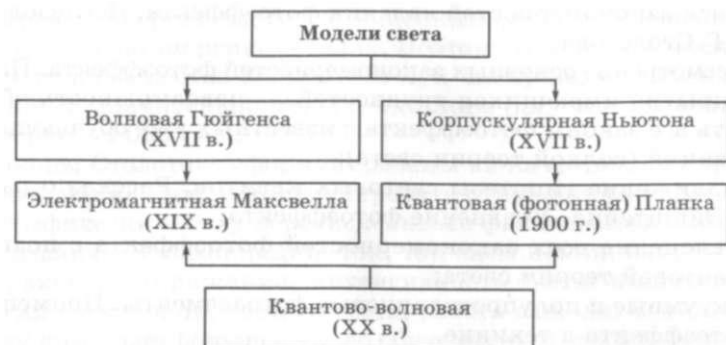 Модели света
Волновая Гюйгенса
(XVII в.)
Корпускулярная Ньютона
(XVII в.)
Электромагнитная Максвелла
(XIX в.)
Квантовая (фотонная) Планка
(1900 г.)
Квантово-волновая
(XX в.)